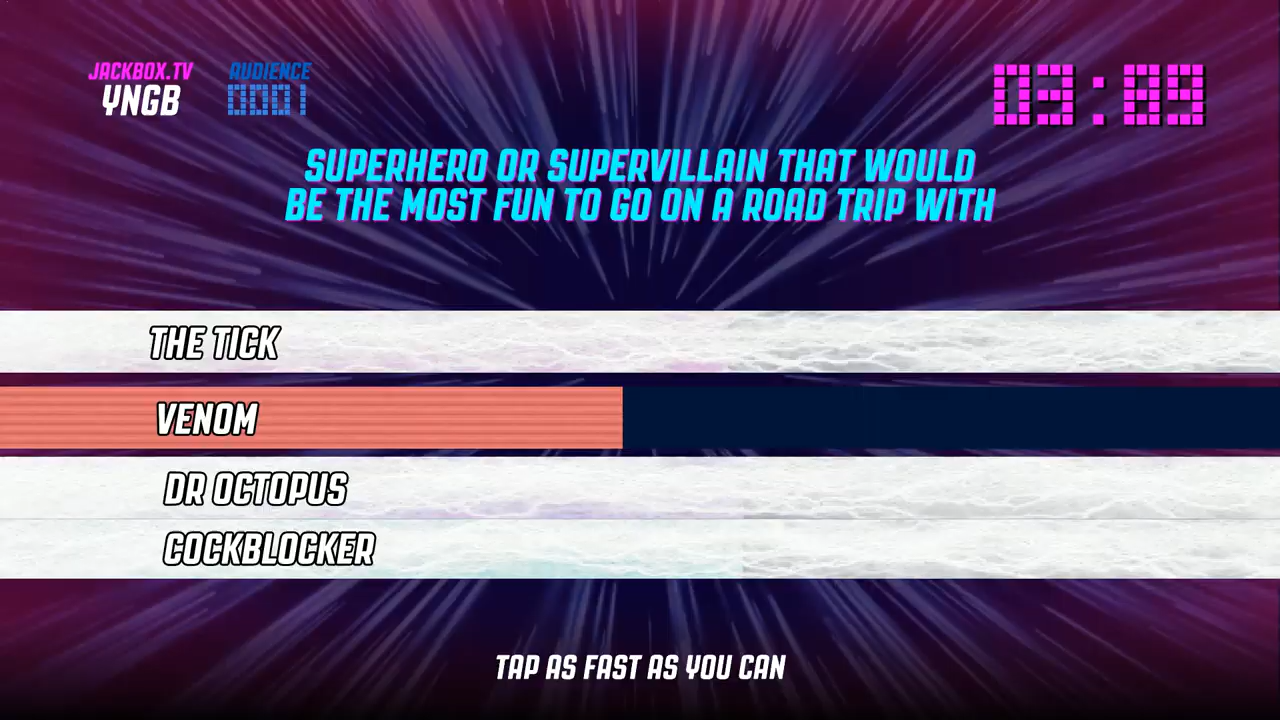 JACKBOX.TV
YNGB
AUDIENCE
0001
03:89
SUPERHERO OR SUPERVILLAIN THAT WOULD
BE THE MOST FUN TO GO ON A ROAD TRIP WITH
THE TICK
VENOM
DR OCTOPUS
COCKBLOCKER
TAP AS FAST AS YOU CAN